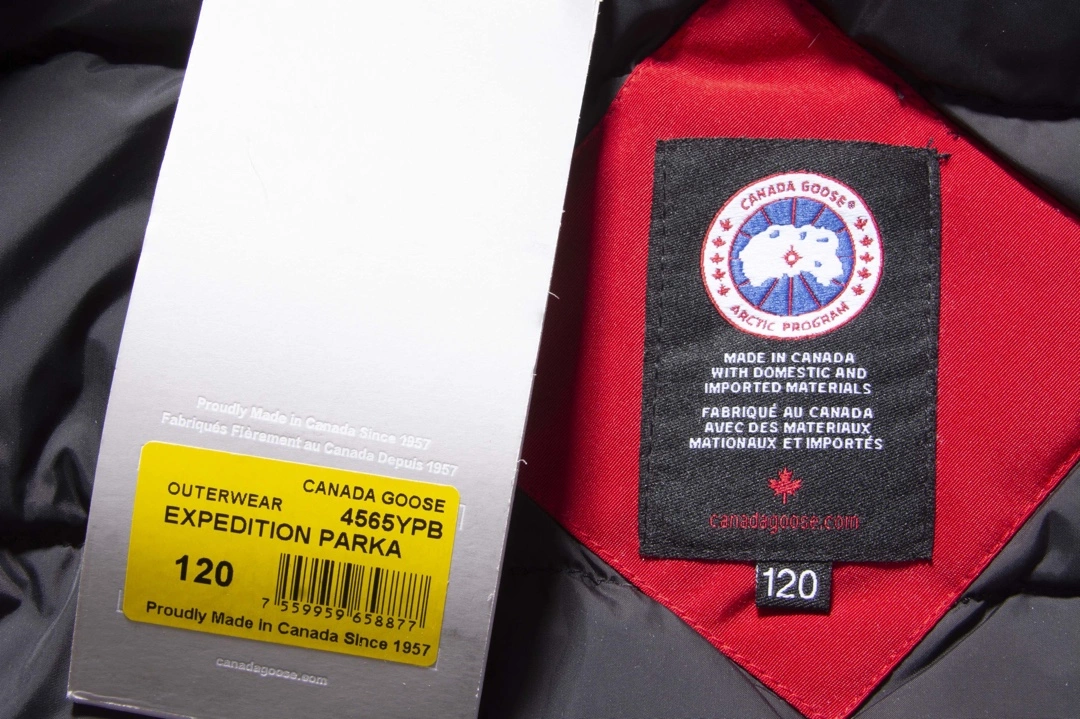 Proudly Made in Canada Since 1957
Fabriqués Fièrement au Canada Depuis 1957
OUTERWEAR CANADA GOOSE
4565YPB
EXPEDITION PARKA
120
7 559959 658877
Proudly Made in Canada Since 1957
canadagoose.com
CANADA GOOSE®
ARCTIC PROGRAM
MADE IN CANADA
WITH DOMESTIC AND
IMPORTED MATERIALS
FABRIQUÉ AU CANADA
AVEC DES MATERIAUX
NATIONAUX ET IMPORTÉS
canadagoose.com
120